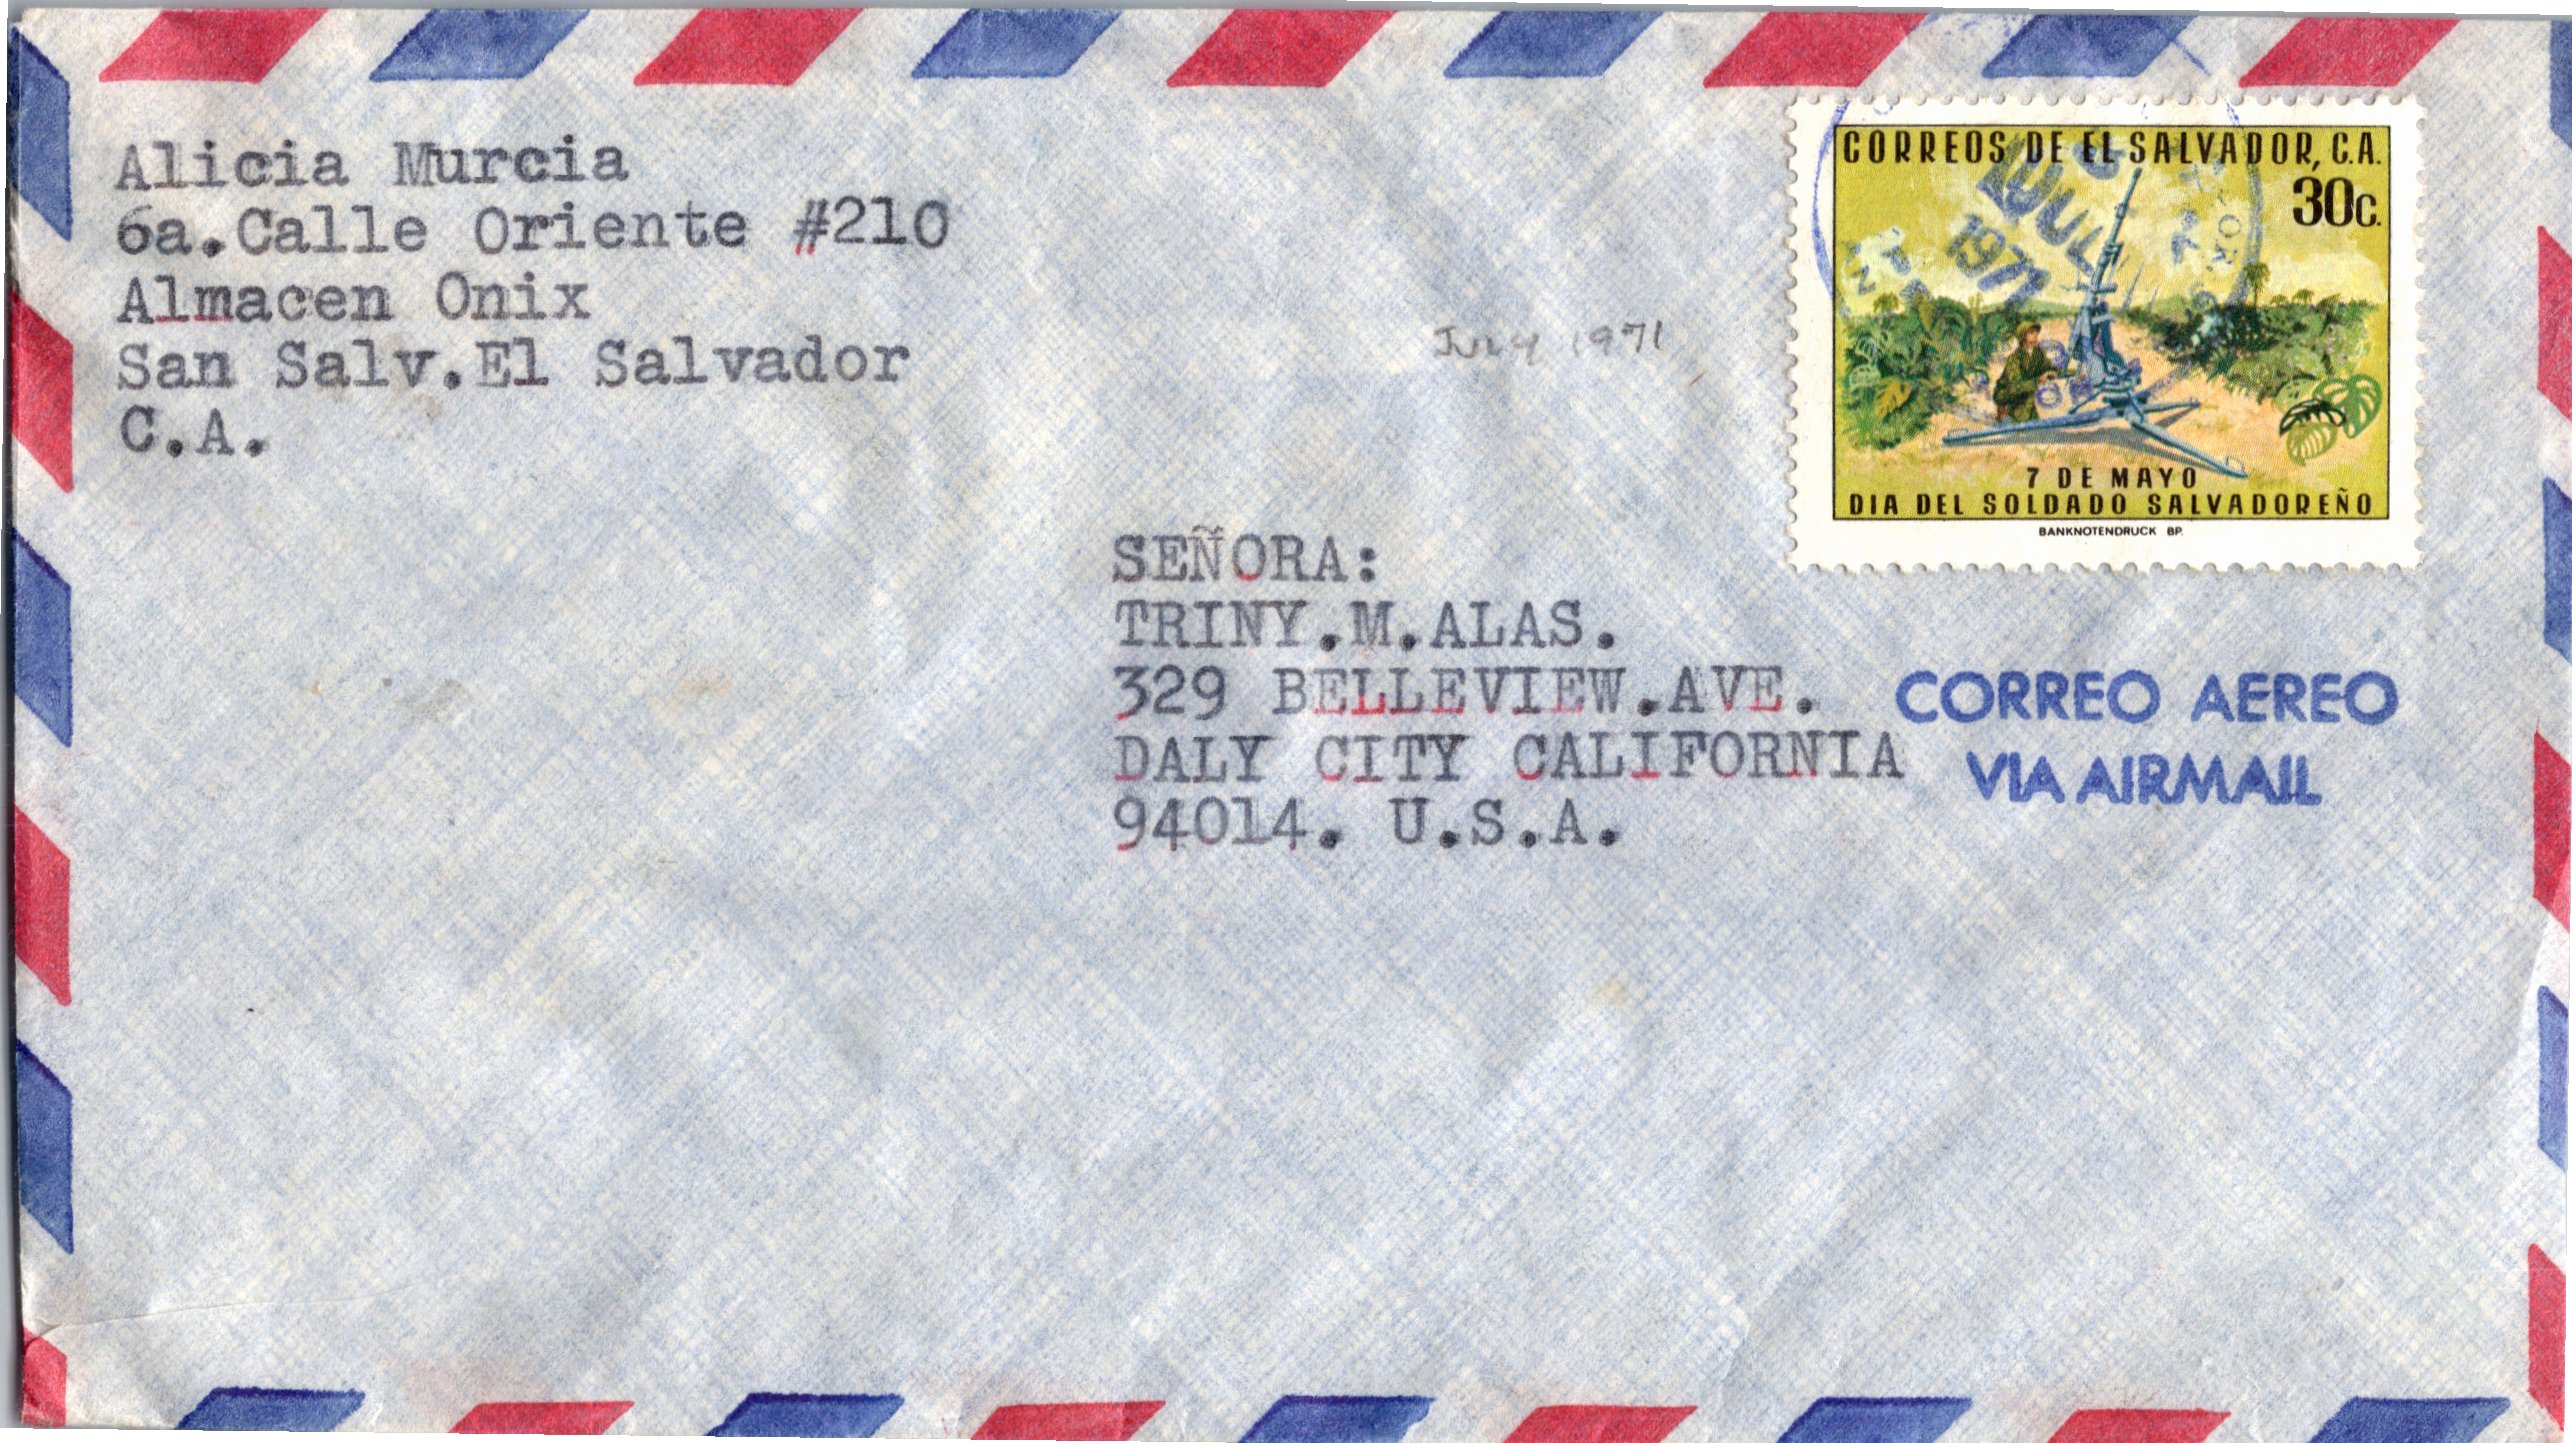 Alicia Murcia
6a.Calle Oriente #210
Almacen Onix
San Salv.El Salvador
C.A.
July 1971
CORREOS DE EL SALVADOR, C.A.
30c.
1971
7 DE MAYO
DIA DEL SOLDADO SALVADOREÑO
BANKNOTENDRUCK BP.
SEÑORA:
TRINY.M.ALAS.
329 BELLEVIEW.AVE.
DALY CITY CALIFORNIA
94014. U.S.A.
CORREO AEREO
VIA AIRMAIL